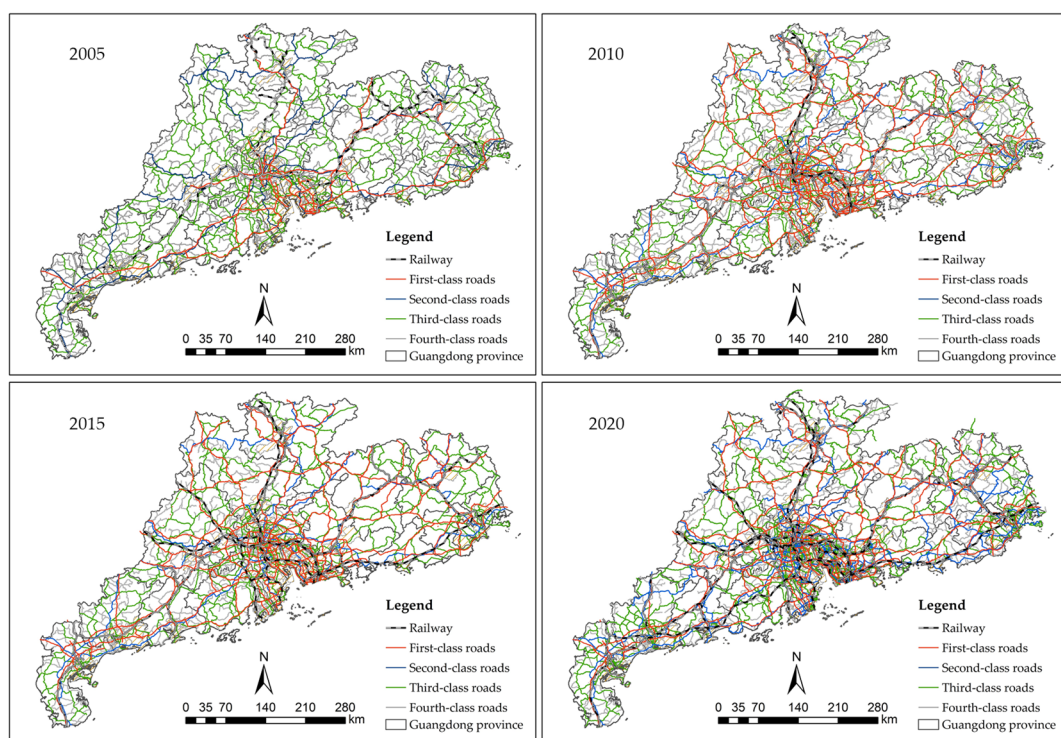 2005
Legend
Railway
First-class roads
Second-class roads
Third-class roads
Fourth-class roads
Guangdong province
N
0 35 70 140 210 280
km
2010
Legend
Railway
First-class roads
Second-class roads
Third-class roads
Fourth-class roads
Guangdong province
N
0 35 70 140 210 280
km
2015
Legend
Railway
First-class roads
Second-class roads
Third-class roads
Fourth-class roads
Guangdong province
N
0 35 70 140 210 280
km
2020
Legend
Railway
First-class roads
Second-class roads
Third-class roads
Fourth-class roads
Guangdong province
N
0 35 70 140 210 280
km